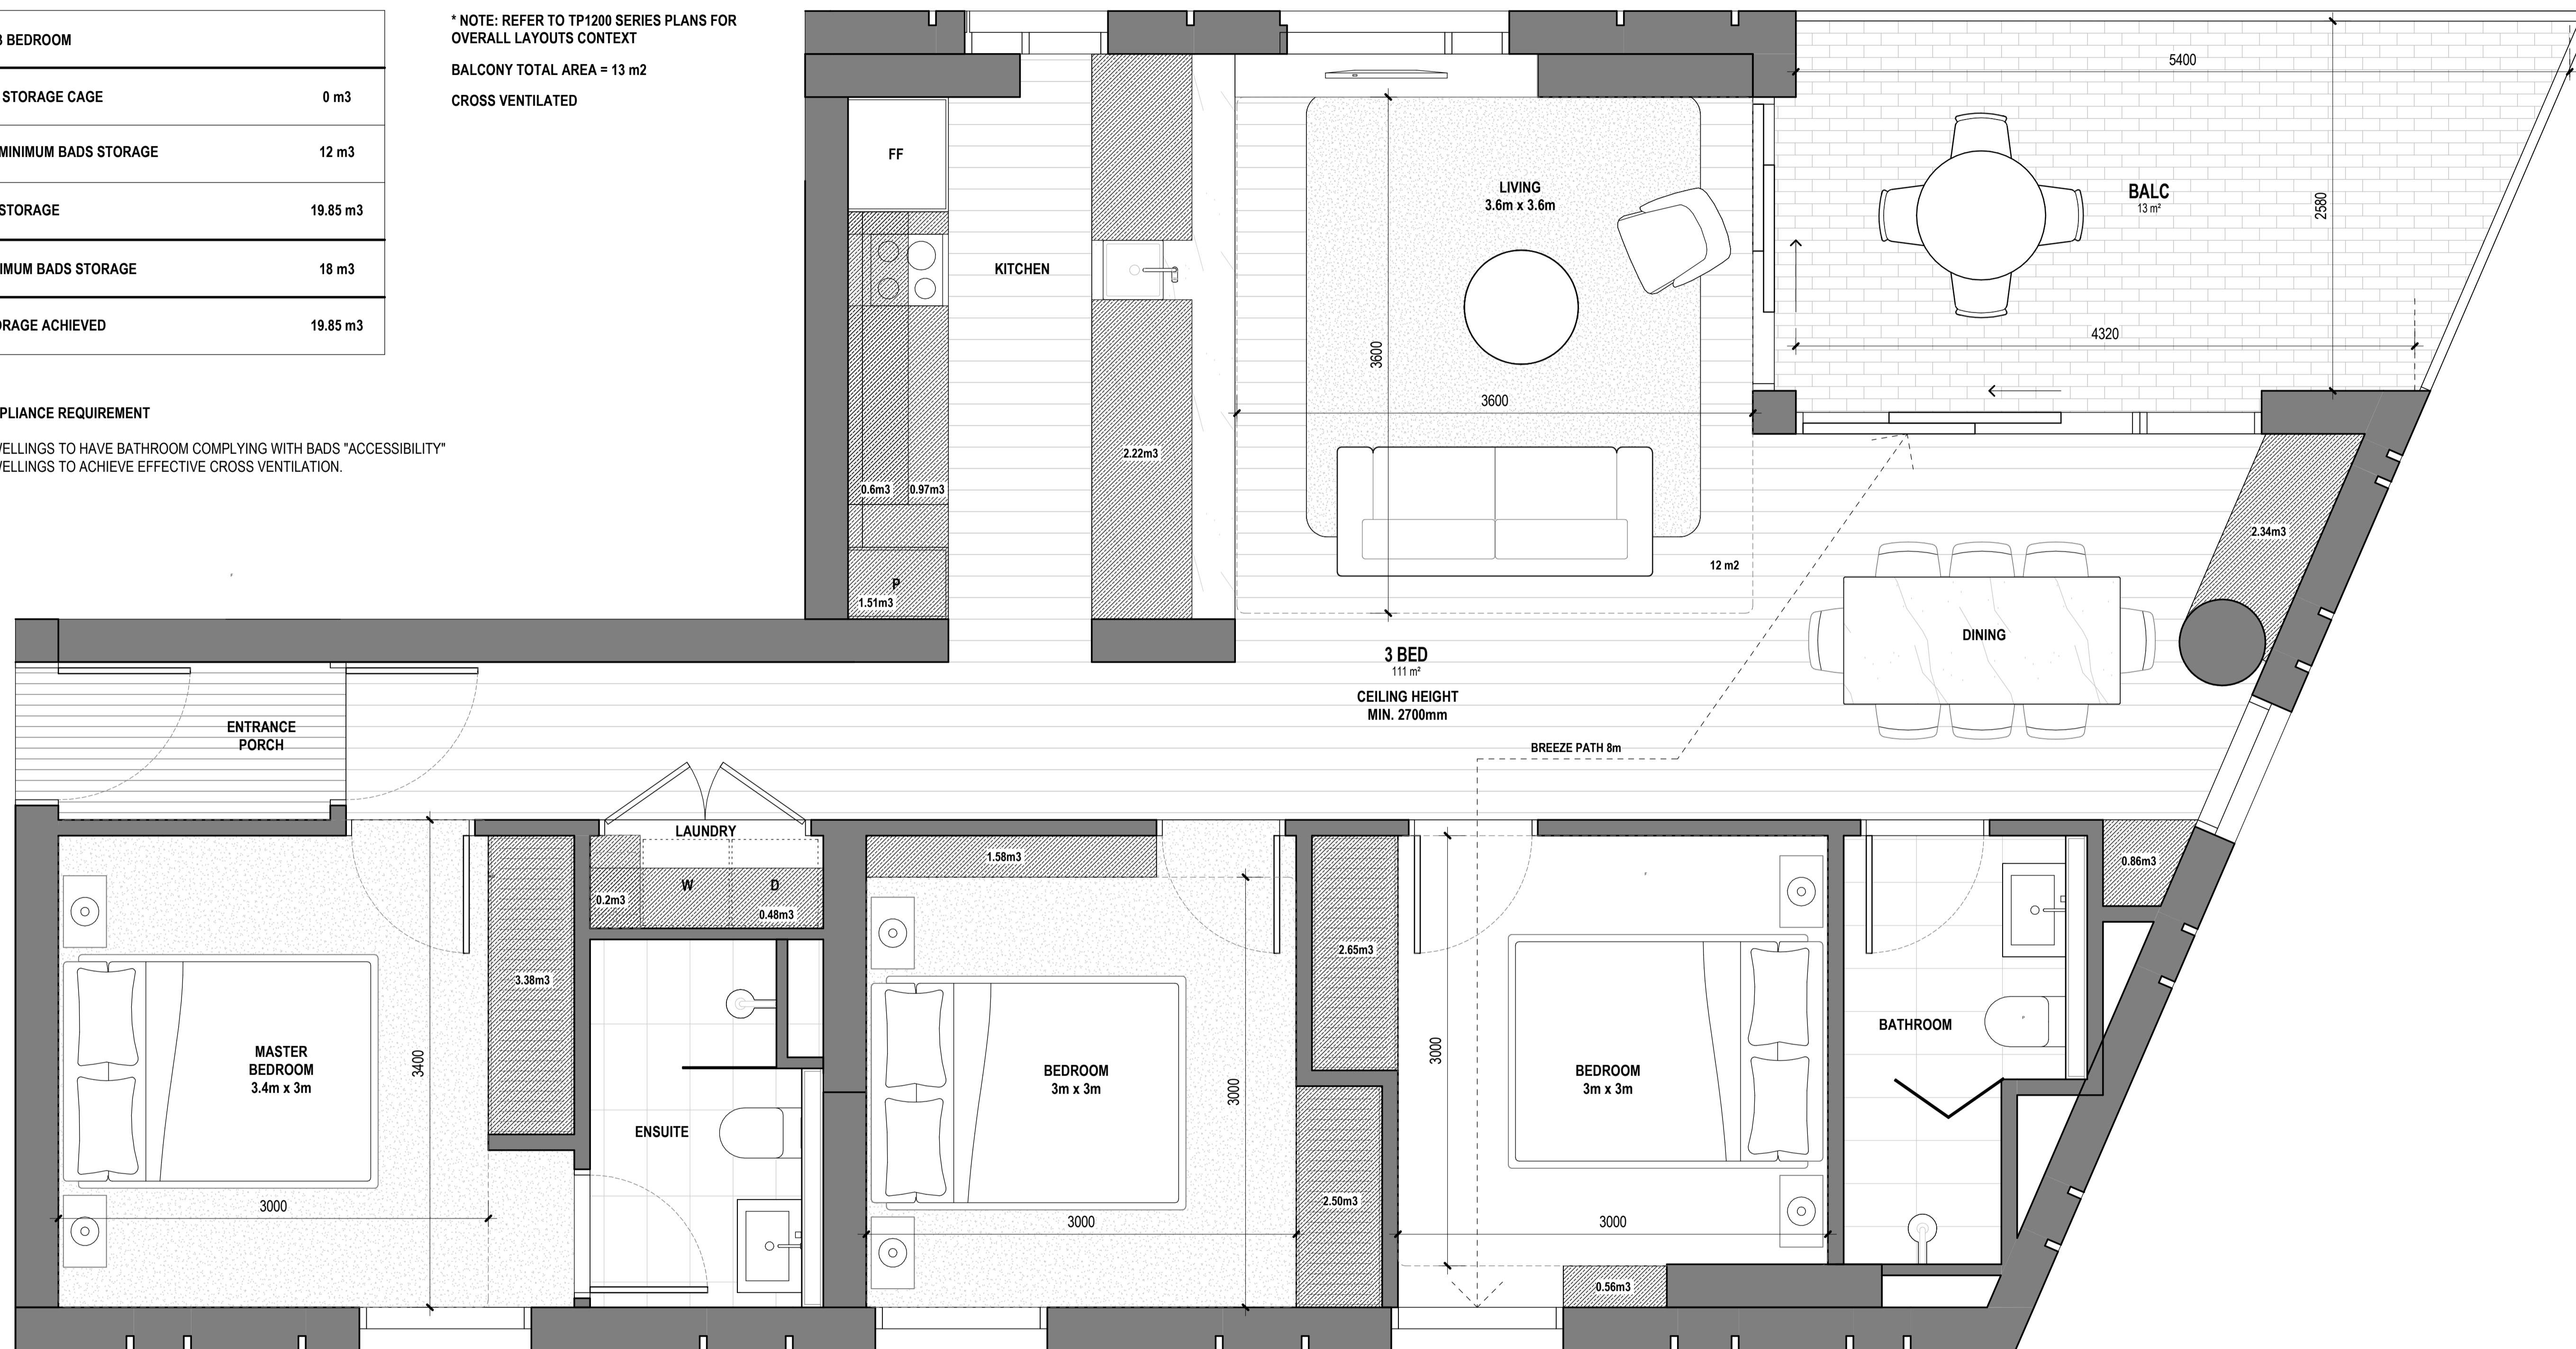 BEDROOM
STORAGE CAGE 0 m3
MINIMUM BADS STORAGE 12 m3
STORAGE 19.85 m3
IMUM BADS STORAGE 18 m3
ORAGE ACHIEVED 19.85 m3
PLIANCE REQUIREMENT
WELLINGS TO HAVE BATHROOM COMPLYING WITH BADS "ACCESSIBILITY"
WELLINGS TO ACHIEVE EFFECTIVE CROSS VENTILATION.
* NOTE: REFER TO TP1200 SERIES PLANS FOR
OVERALL LAYOUTS CONTEXT
BALCONY TOTAL AREA = 13 m2
CROSS VENTILATED
FF
KITCHEN
0.6m3
0.97m3
P
1.51m3
2.22m3
LIVING
3.6m x 3.6m
3600
3600
12 m2
5400
BALC
13 m²
2580
4320
2.34m3
DINING
3 BED
111 m²
CEILING HEIGHT
MIN. 2700mm
BREEZE PATH 8m
ENTRANCE
PORCH
LAUNDRY
W
D
0.2m3
0.48m3
1.58m3
0.86m3
3.38m3
2.65m3
MASTER
BEDROOM
3.4m x 3m
3400
3000
ENSUITE
BEDROOM
3m x 3m
3000
3000
2.50m3
3000
BEDROOM
3m x 3m
3000
0.56m3
BATHROOM